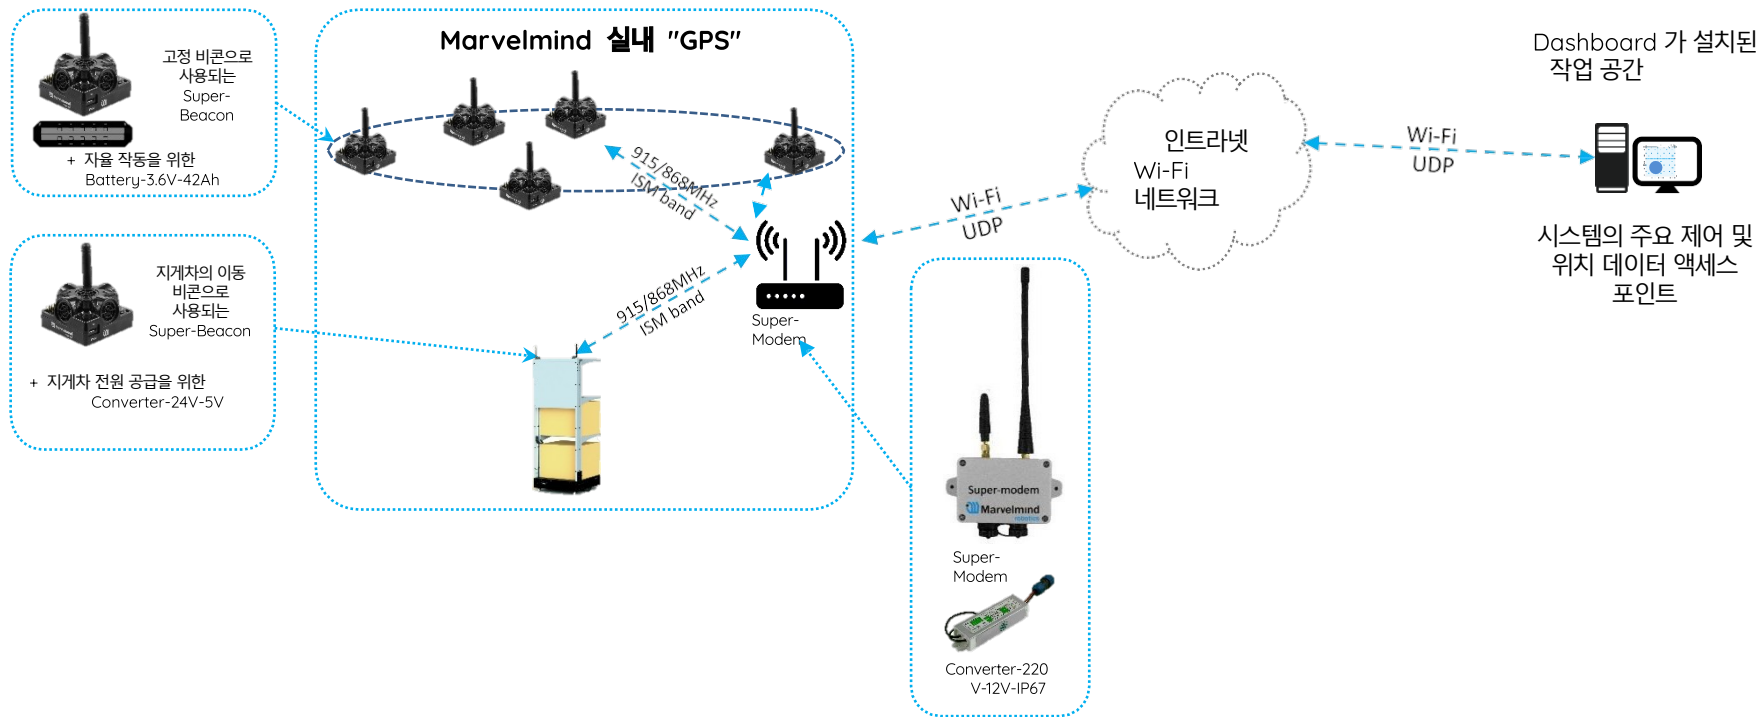 고정 비콘으로
사용되는
Super-
Beacon
+ 자율 작동을 위한
Battery-3.6V-42Ah
지게차의 이동
비콘으로
사용되는
Super-Beacon
+ 지게차 전원 공급을 위한
Converter-24V-5V
Marvelmind 실내 "GPS"
915/868MHz
ISM band
915/868MHz
ISM band
Super-
Modem
Wi-Fi
UDP
Super-modem
Marvelmind
robotics
Super-
Modem
Converter-220
V-12V-IP67
인트라넷
Wi-Fi
네트워크
Wi-Fi
UDP
Dashboard 가 설치된
작업 공간
시스템의 주요 제어 및
위치 데이터 액세스
포인트